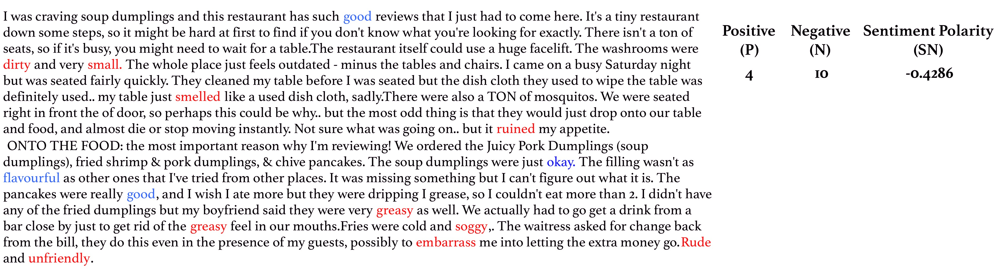 I was craving soup dumplings and this restaurant has such good reviews that I just had to come here. It's a tiny restaurant
down some steps, so it might be hard at first to find if you don't know what you're looking for exactly. There isn't a ton of
seats, so if it's busy, you might need to wait for a table.The restaurant itself could use a huge facelift. The washrooms were
dirty and very small. The whole place just feels outdated - minus the tables and chairs. I came on a busy Saturday night
but was seated fairly quickly. They cleaned my table before I was seated but the dish cloth they used to wipe the table was
definitely used.. my table just smelled like a used dish cloth, sadly.There were also a TON of mosquitos. We were seated
right in front the of door, so perhaps this could be why.. but the most odd thing is that they would just drop onto our table
and food, and almost die or stop moving instantly. Not sure what was going on.. but it ruined my appetite.
ONTO THE FOOD: the most important reason why I'm reviewing! We ordered the Juicy Pork Dumplings (soup
dumplings), fried shrimp & pork dumplings, & chive pancakes. The soup dumplings were just okay. The filling wasn't as
flavourful as other ones that I've tried from other places. It was missing something but I can't figure out what it is. The
pancakes were really good, and I wish I ate more but they were dripping I grease, so I couldn't eat more than 2. I didn't have
any of the fried dumplings but my boyfriend said they were very greasy as well. We actually had to go get a drink from a
bar close by just to get rid of the greasy feel in our mouths.Fries were cold and soggy,. The waitress asked for change back
from the bill, they do this even in the presence of my guests, possibly to embarrass me into letting the extra money go.Rude
and unfriendly.
Positive Negative Sentiment Polarity
(P) (N) (SN)
4 10 -0.4286